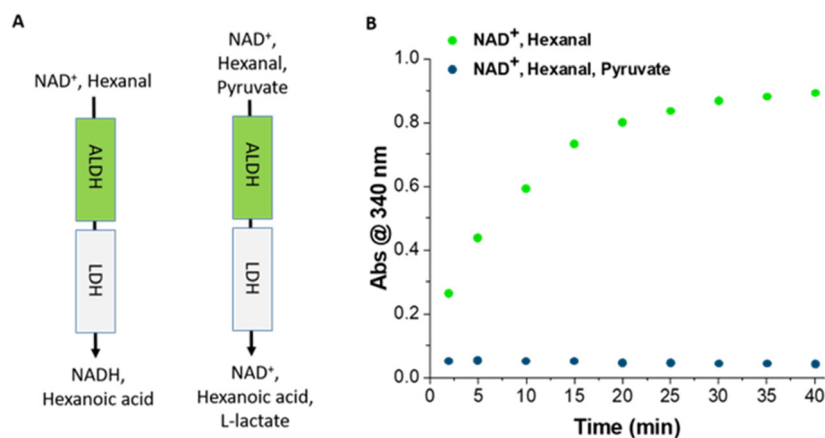 A
NAD⁺, Hexanal
ALDH
LDH
NADH,
Hexanoic acid
NAD⁺,
Hexanal,
Pyruvate
ALDH
LDH
NAD⁺,
Hexanoic acid,
L-lactate
B
NAD⁺, Hexanal
NAD⁺, Hexanal, Pyruvate
Abs @ 340 nm
1.0
0.8
0.6
0.4
0.2
0.0
0 5 10 15 20 25 30 35 40
Time (min)